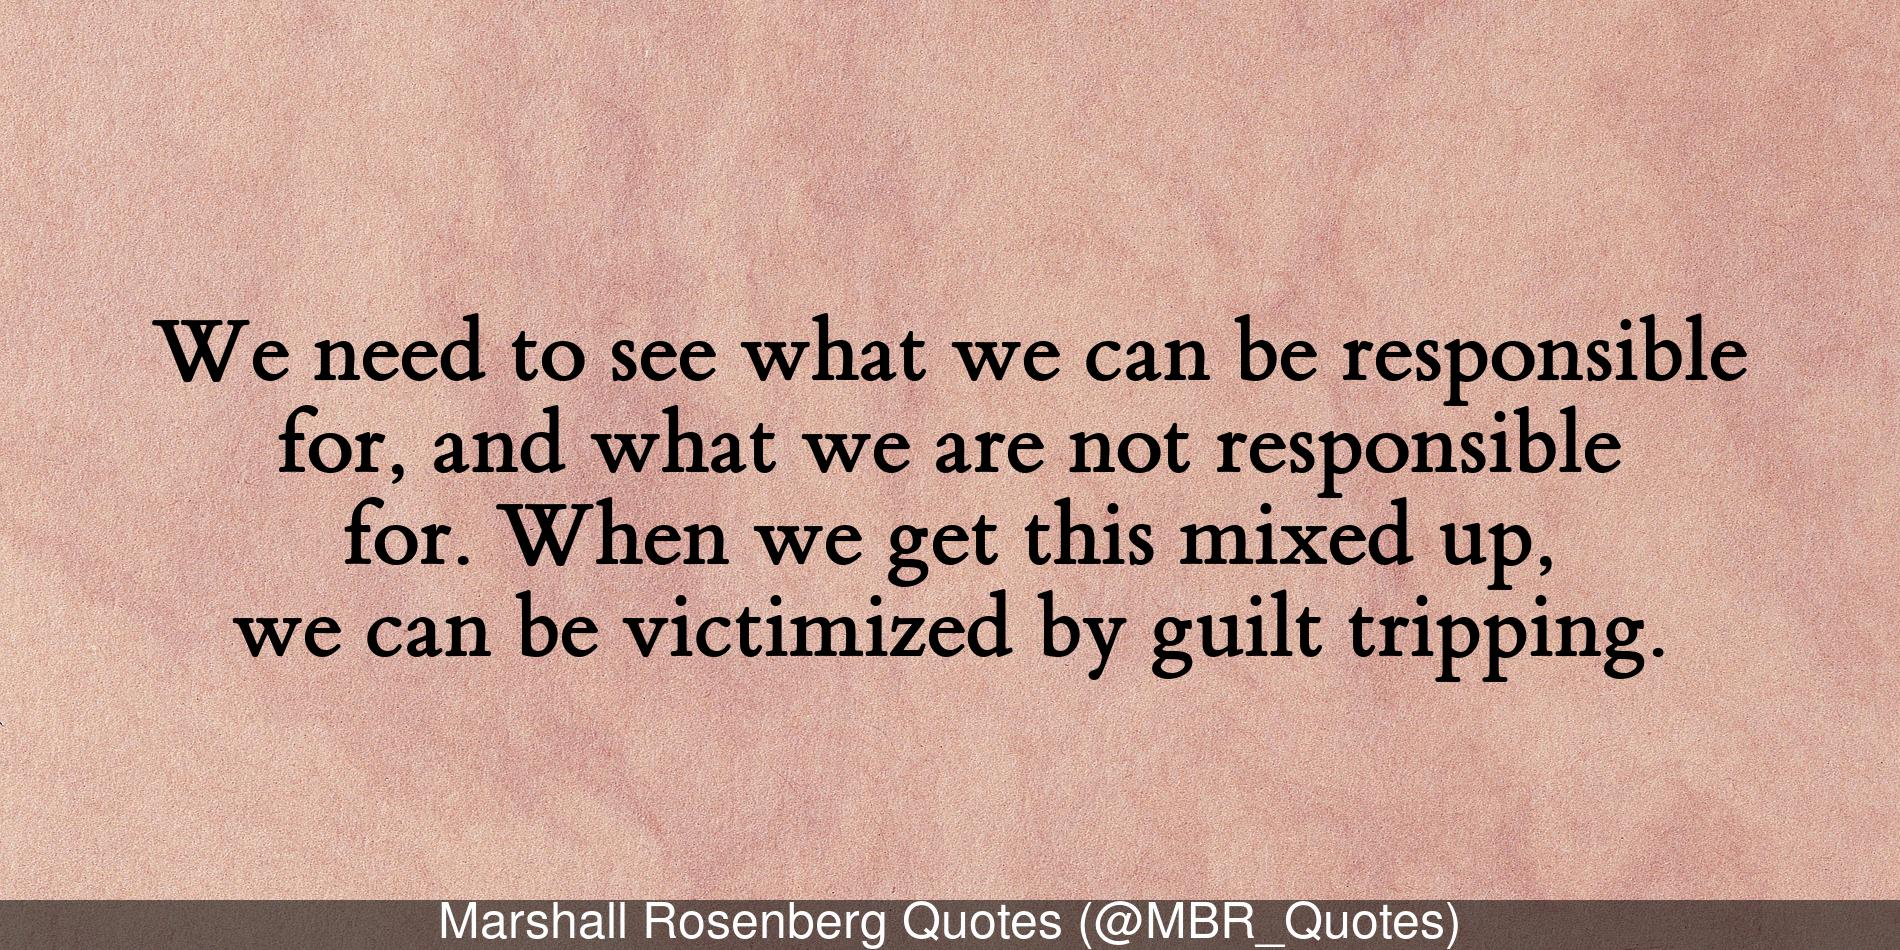 We need to see what we can be responsible
for, and what we are not responsible
for. When we get this mixed up,
we can be victimized by guilt tripping.
Marshall Rosenberg Quotes (@MBR_Quotes)